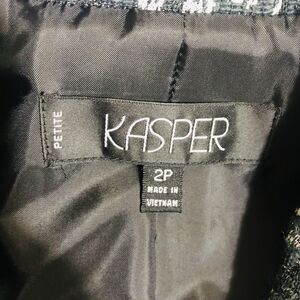 PETITE
KASPER
2P
MADE IN
VIETNAM